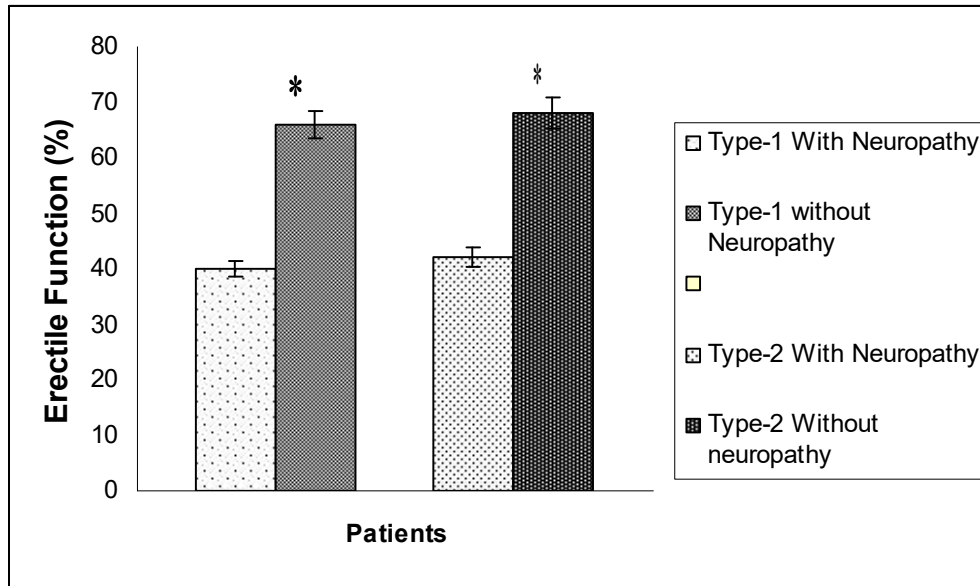 80
70
60
50
40
30
20
10
0
Erectile Function (%)
*
*
Patients
Type-1 With Neuropathy
Type-1 without
Neuropathy
Type-2 With Neuropathy
Type-2 Without
neuropathy